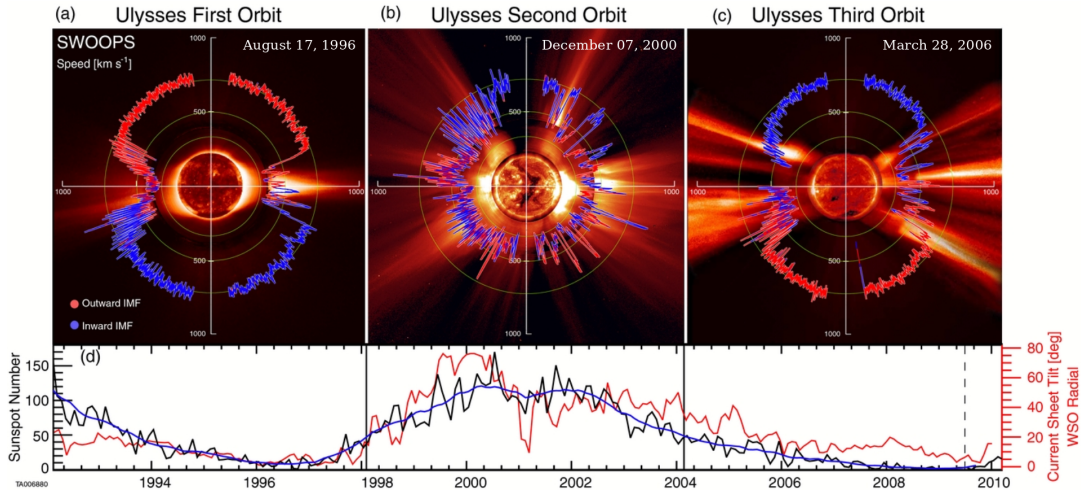 (a) Ulysses First Orbit
(b) Ulysses Second Orbit
(c) Ulysses Third Orbit
SWOOPS
Speed [km s⁻¹]
August 17, 1996
December 07, 2000
March 28, 2006
1000
500
1000
1000
500
1000
Outward IMF
Inward IMF
1000
500
1000
1000
500
1000
1000
500
1000
1000
500
1000
(d)
Sunspot Number
150
100
50
0
80
60
40
20
0
Current Sheet Tilt [deg]
WSO Radial
1994
1996
1998
2000
2002
2004
2006
2008
2010
TA006880